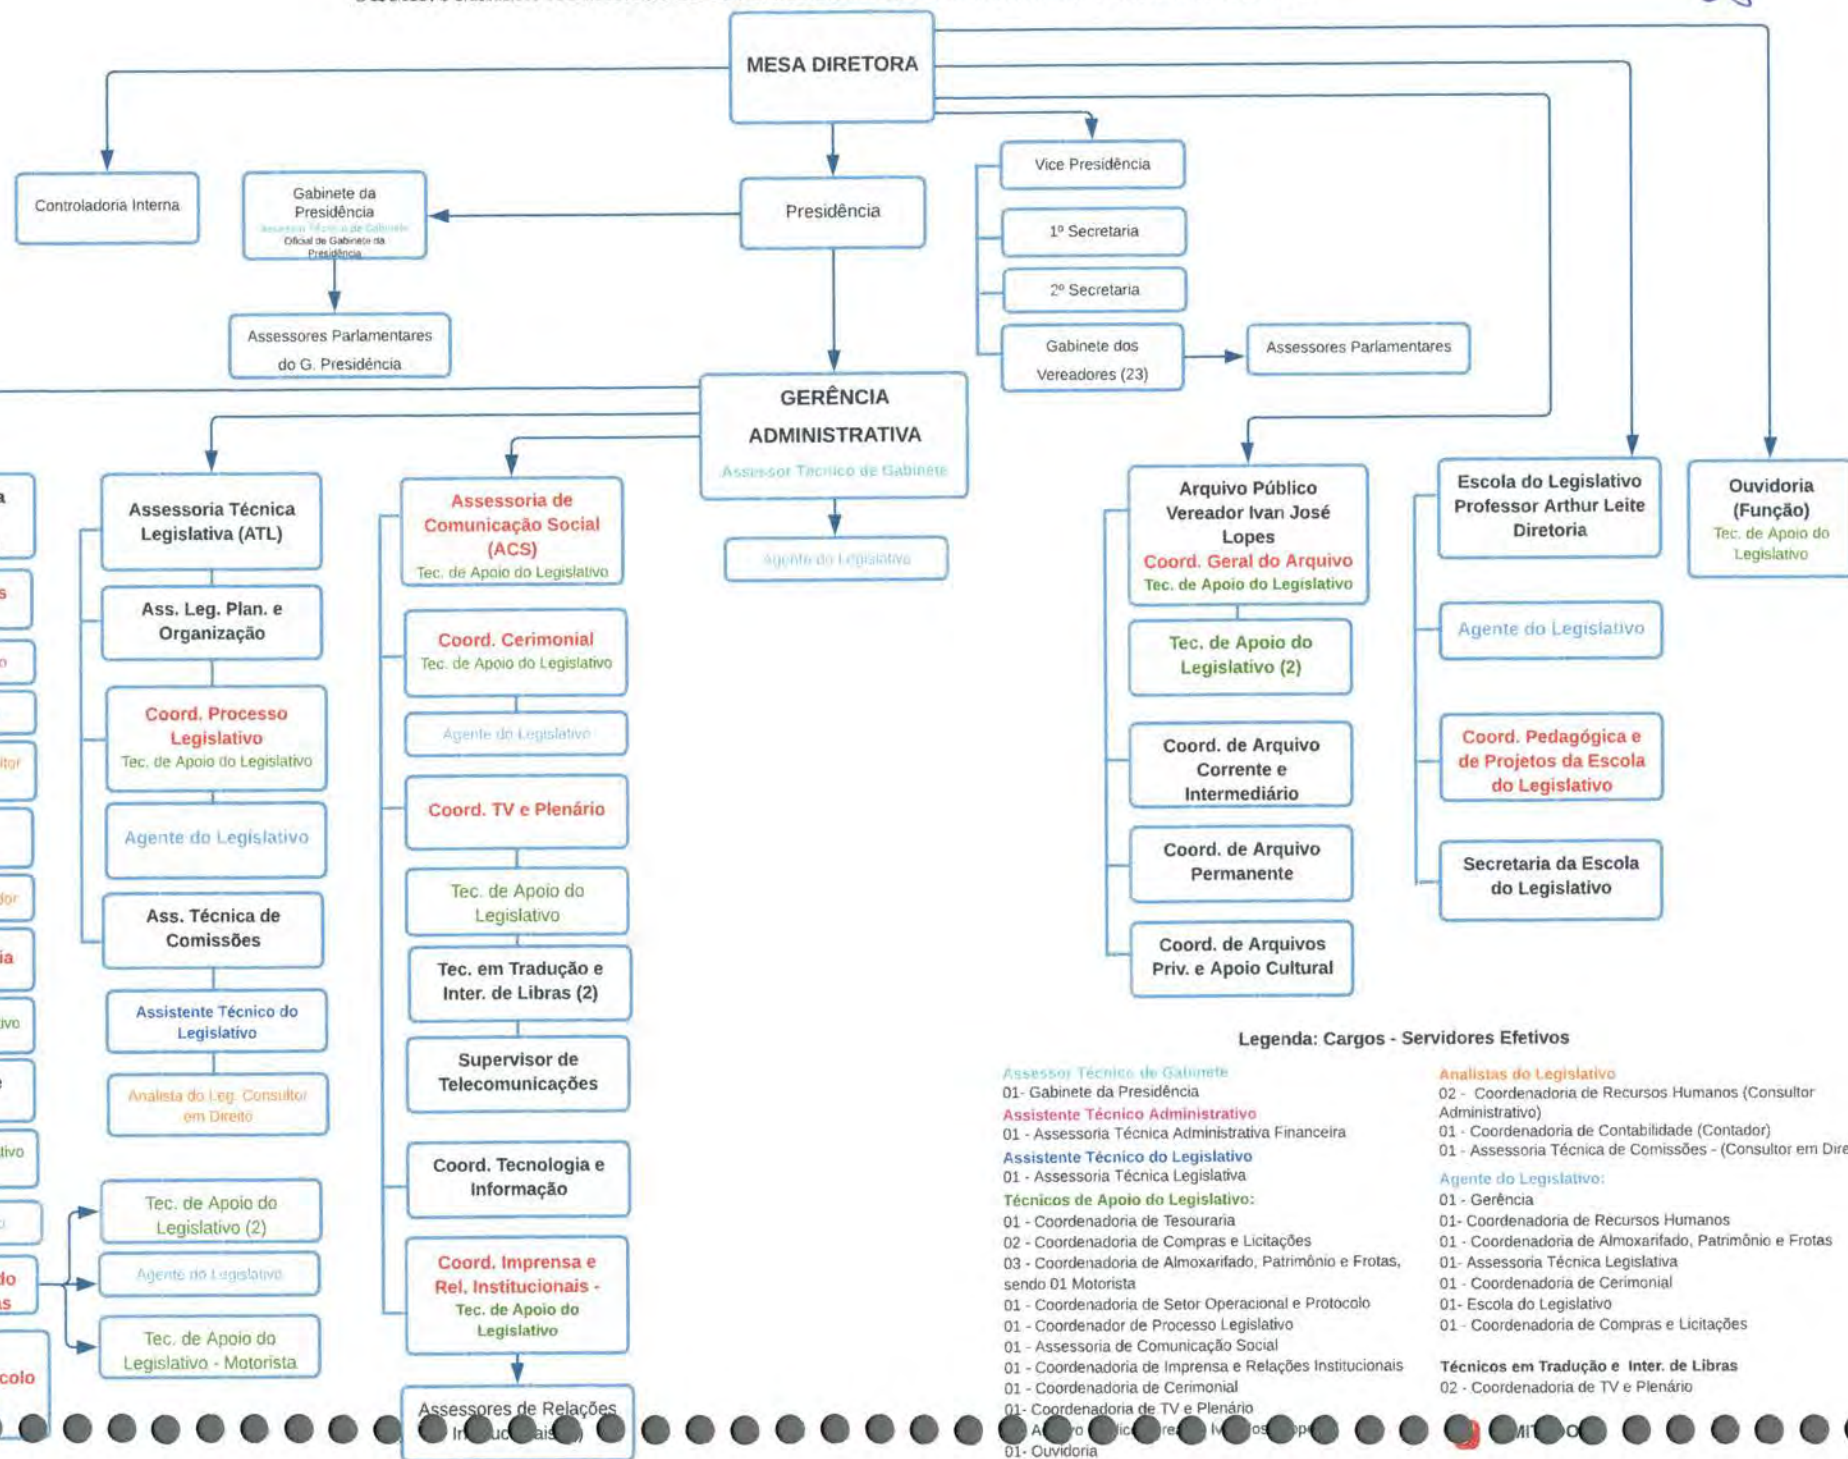 MESA DIRETORA
Controladoria Interna
Gabinete da
Presidência
Assessor Técnico de Gabinete
Oficial de Gabinete da
Presidência
Presidência
Vice Presidência
1º Secretaria
2º Secretaria
Gabinete dos
Vereadores (23)
Assessores Parlamentares
Assessores Parlamentares
do G. Presidência
GERÊNCIA
ADMINISTRATIVA
Assessor Técnico de Gabinete
Agente do Legislativo
Assessoria Técnica
Legislativa (ATL)
Ass. Leg. Plan. e
Organização
Coord. Processo
Legislativo
Tec. de Apoio do Legislativo
Agente do Legislativo
Ass. Técnica de
Comissões
Assistente Técnico do
Legislativo
Analista do Leg. Consultor
em Direito
Tec. de Apoio do
Legislativo (2)
Agente do Legislativo
Tec. de Apoio do
Legislativo - Motorista
Assessoria de
Comunicação Social
(ACS)
Tec. de Apoio do Legislativo
Coord. Cerimonial
Tec. de Apoio do Legislativo
Agente do Legislativo
Coord. TV e Plenário
Tec. de Apoio do
Legislativo
Tec. em Tradução e
Inter. de Libras (2)
Supervisor de
Telecomunicações
Coord. Tecnologia e
Informação
Coord. Imprensa e
Rel. Institucionais -
Tec. de Apoio do
Legislativo
Assessores de Relações
Arquivo Público
Vereador Ivan José
Lopes
Coord. Geral do Arquivo
Tec. de Apoio do Legislativo
Tec. de Apoio do
Legislativo (2)
Coord. de Arquivo
Corrente e
Intermediário
Coord. de Arquivo
Permanente
Coord. de Arquivos
Priv. e Apoio Cultural
Escola do Legislativo
Professor Arthur Leite
Diretoria
Agente do Legislativo
Coord. Pedagógica e
de Projetos da Escola
do Legislativo
Secretaria da Escola
do Legislativo
Ouvidoria
(Função)
Tec. de Apoio do
Legislativo
Legenda: Cargos - Servidores Efetivos
Assessor Técnico de Gabinete
01- Gabinete da Presidência
Assistente Técnico Administrativo
01 - Assessoria Técnica Administrativa Financeira
Assistente Técnico do Legislativo
01 - Assessoria Técnica Legislativa
Técnicos de Apoio do Legislativo:
01 - Coordenadoria de Tesouraria
02 - Coordenadoria de Compras e Licitações
03 - Coordenadoria de Almoxarifado, Patrimônio e Frotas,
sendo 01 Motorista
01 - Coordenadoria de Setor Operacional e Protocolo
01 - Coordenador de Processo Legislativo
01 - Assessoria de Comunicação Social
01 - Coordenadoria de Imprensa e Relações Institucionais
01 - Coordenadoria de Cerimonial
01- Coordenadoria de TV e Plenário
01- Ouvidoria
Analistas do Legislativo
02 - Coordenadoria de Recursos Humanos (Consultor
Administrativo)
01 - Coordenadoria de Contabilidade (Contador)
01 - Assessoria Técnica de Comissões - (Consultor em Dire
Agente do Legislativo:
01 - Gerência
01- Coordenadoria de Recursos Humanos
01 - Coordenadoria de Almoxarifado, Patrimônio e Frotas
01- Assessoria Técnica Legislativa
01 - Coordenadoria de Cerimonial
01- Escola do Legislativo
01 - Coordenadoria de Compras e Licitações
Técnicos em Tradução e Inter. de Libras
02 - Coordenadoria de TV e Plenário